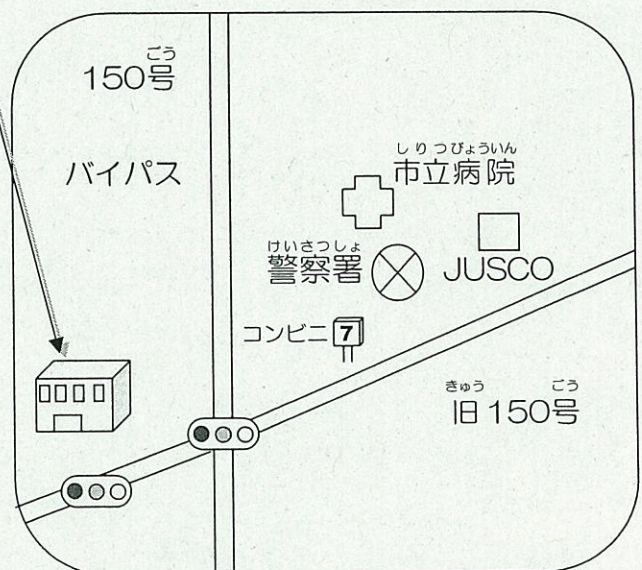 ごう
150号
バイパス
しりつびょういん
市立病院
けいさつしょ
警察署
JUSCO
コンビニ 7
きゅう ごう
旧150号